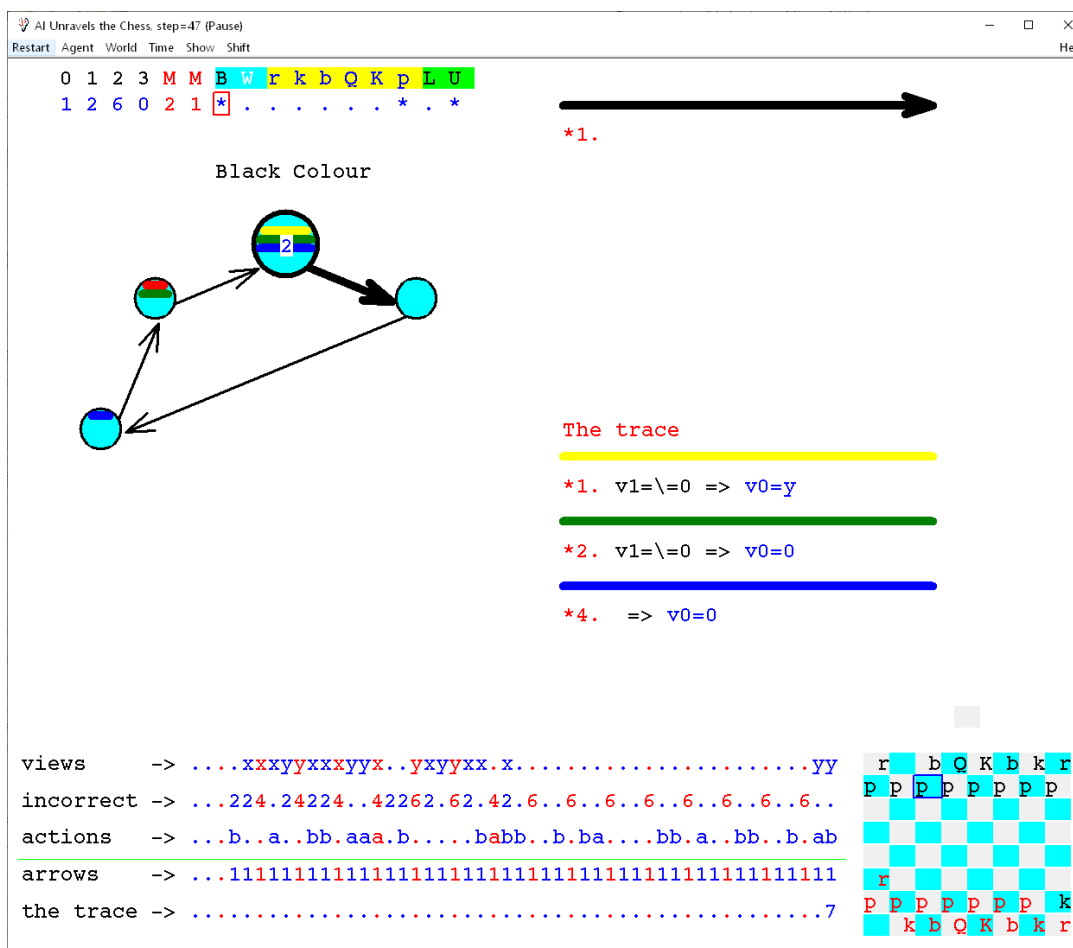 AI Unravels the Chess, step=47 (Pause)
Restart Agent World Time Show Shift He
0 1 2 3 M M B W r k b Q K p L U
1 2 6 0 2 1 * . . . . . . * . *
*1.
Black Colour
2
The trace
*1. v1=\=0 => v0=y
*2. v1=\=0 => v0=0
*4. => v0=0
views -> ....xxxyyxxxyyx..yxyyxx.x.......................yy
incorrect -> ...224.24224..42262.62.42.6..6..6..6..6..6..6..6..
actions -> ...b..a..bb.aaa.b.....babb..b.ba....bb.a..bb..b.ab
arrows -> ...11111111111111111111111111111111111111111111111
the trace -> .................................................7
r b Q K b k r
p p p p p p p p
r
p p p p p p p k
k b Q K b k r